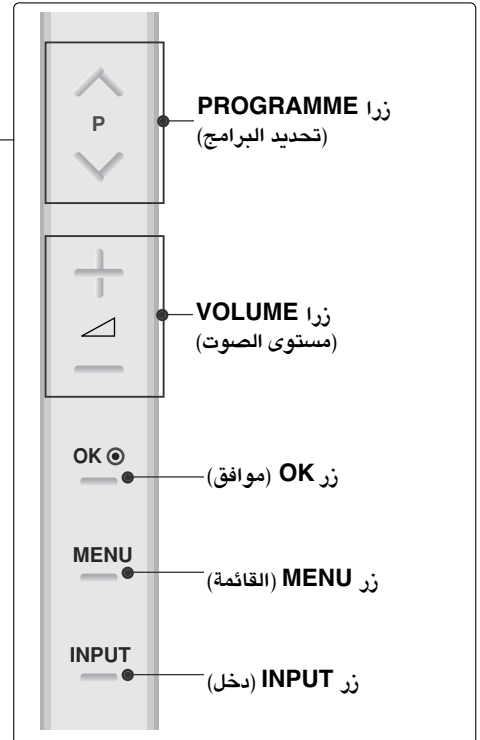 P
زرا PROGRAMME
(تحديد البرامج)
زرا VOLUME
(مستوى الصوت)
OK
زر OK (موافق)
MENU
زر MENU (القائمة)
INPUT
زر INPUT (دخل)